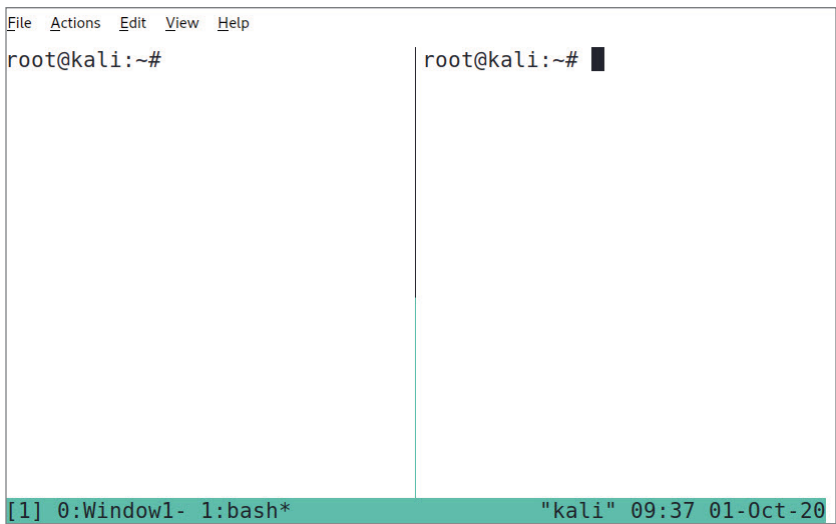 File Actions Edit View Help
root@kali:~#
root@kali:~#
[1] 0:Window1- 1:bash* "kali" 09:37 01-Oct-20